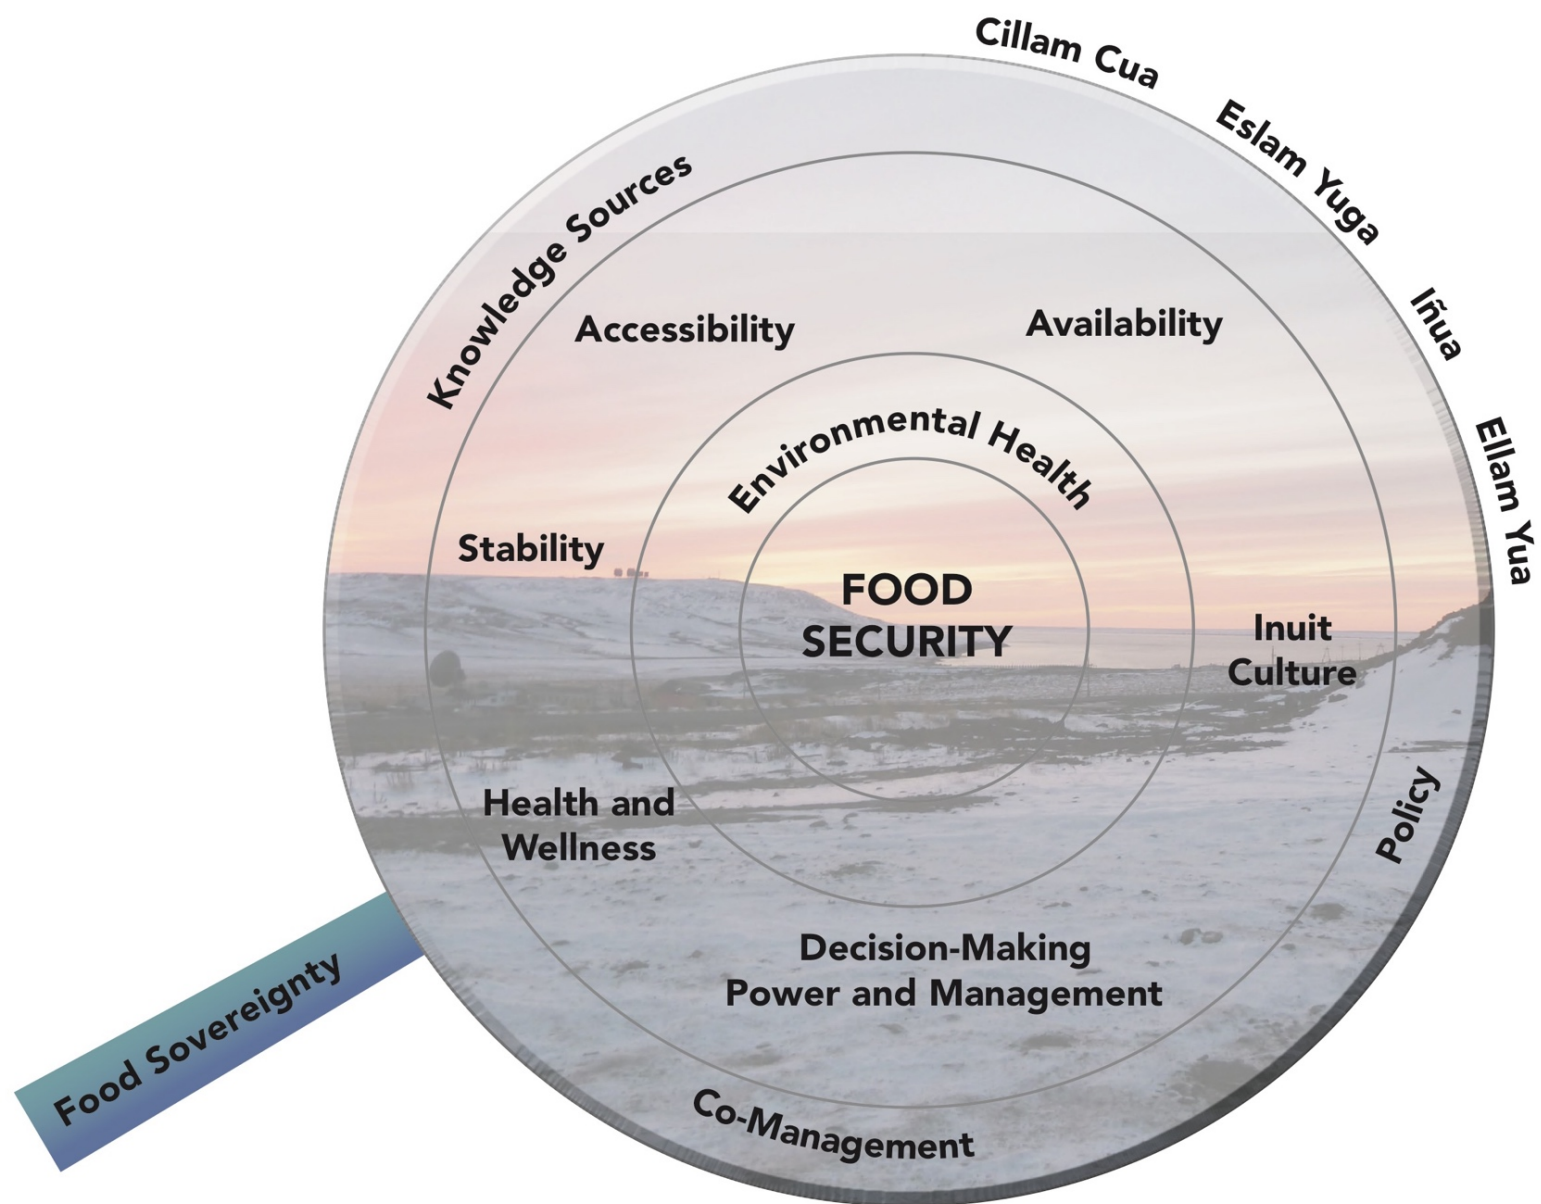 Cillam Cua
Eslam Yuga
Iñua
Ellam Yua
Knowledge Sources
Accessibility
Availability
Environmental Health
Stability
FOOD
SECURITY
Inuit
Culture
Health and
Wellness
Policy
Decision-Making
Power and Management
Co-Management
Food Sovereignty